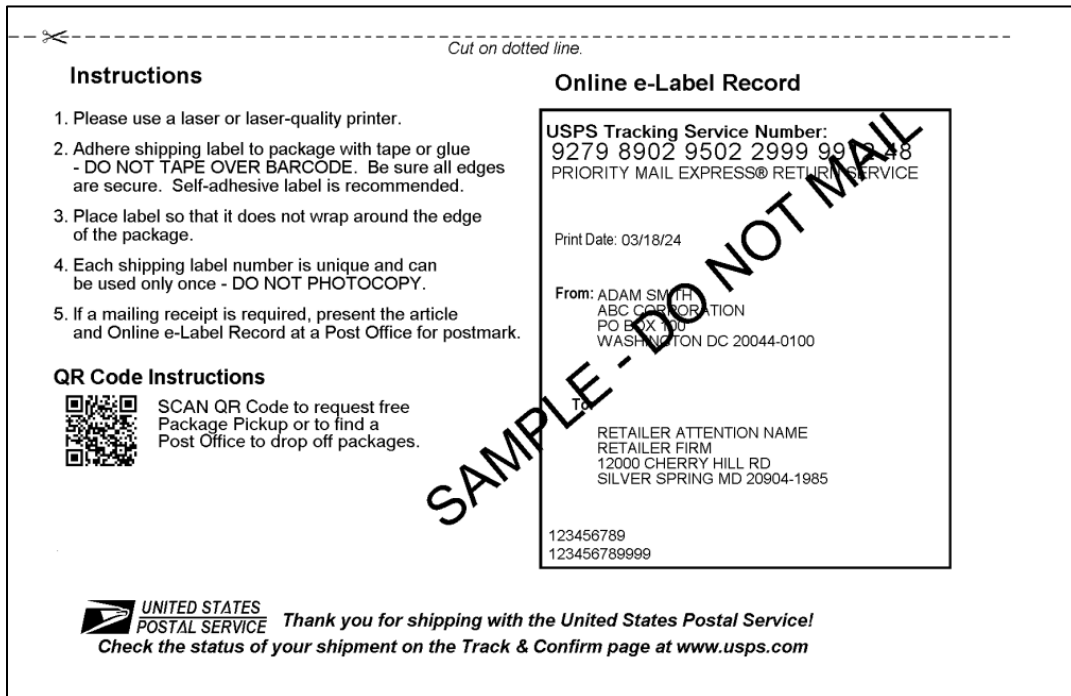 Cut on dotted line.
Instructions
1. Please use a laser or laser-quality printer.
2. Adhere shipping label to package with tape or glue
- DO NOT TAPE OVER BARCODE. Be sure all edges
are secure. Self-adhesive label is recommended.
3. Place label so that it does not wrap around the edge
of the package.
4. Each shipping label number is unique and can
be used only once - DO NOT PHOTOCOPY.
5. If a mailing receipt is required, present the article
and Online e-Label Record at a Post Office for postmark.
QR Code Instructions
SCAN QR Code to request free
Package Pickup or to find a
Post Office to drop off packages.
Online e-Label Record
USPS Tracking Service Number:
9279 8902 9502 2999 48
PRIORITY MAIL EXPRESS® RETURN SERVICE
Print Date: 03/18/24
From: ADAM SMITH
ABC CORPORATION
PO BOX 100
WASHINGTON DC 20044-0100
To:
RETAILER ATTENTION NAME
RETAILER FIRM
12000 CHERRY HILL RD
SILVER SPRING MD 20904-1985
123456789
123456789999
SAMPLE - DO NOT MAIL
UNITED STATES
POSTAL SERVICE
Thank you for shipping with the United States Postal Service!
Check the status of your shipment on the Track & Confirm page at www.usps.com